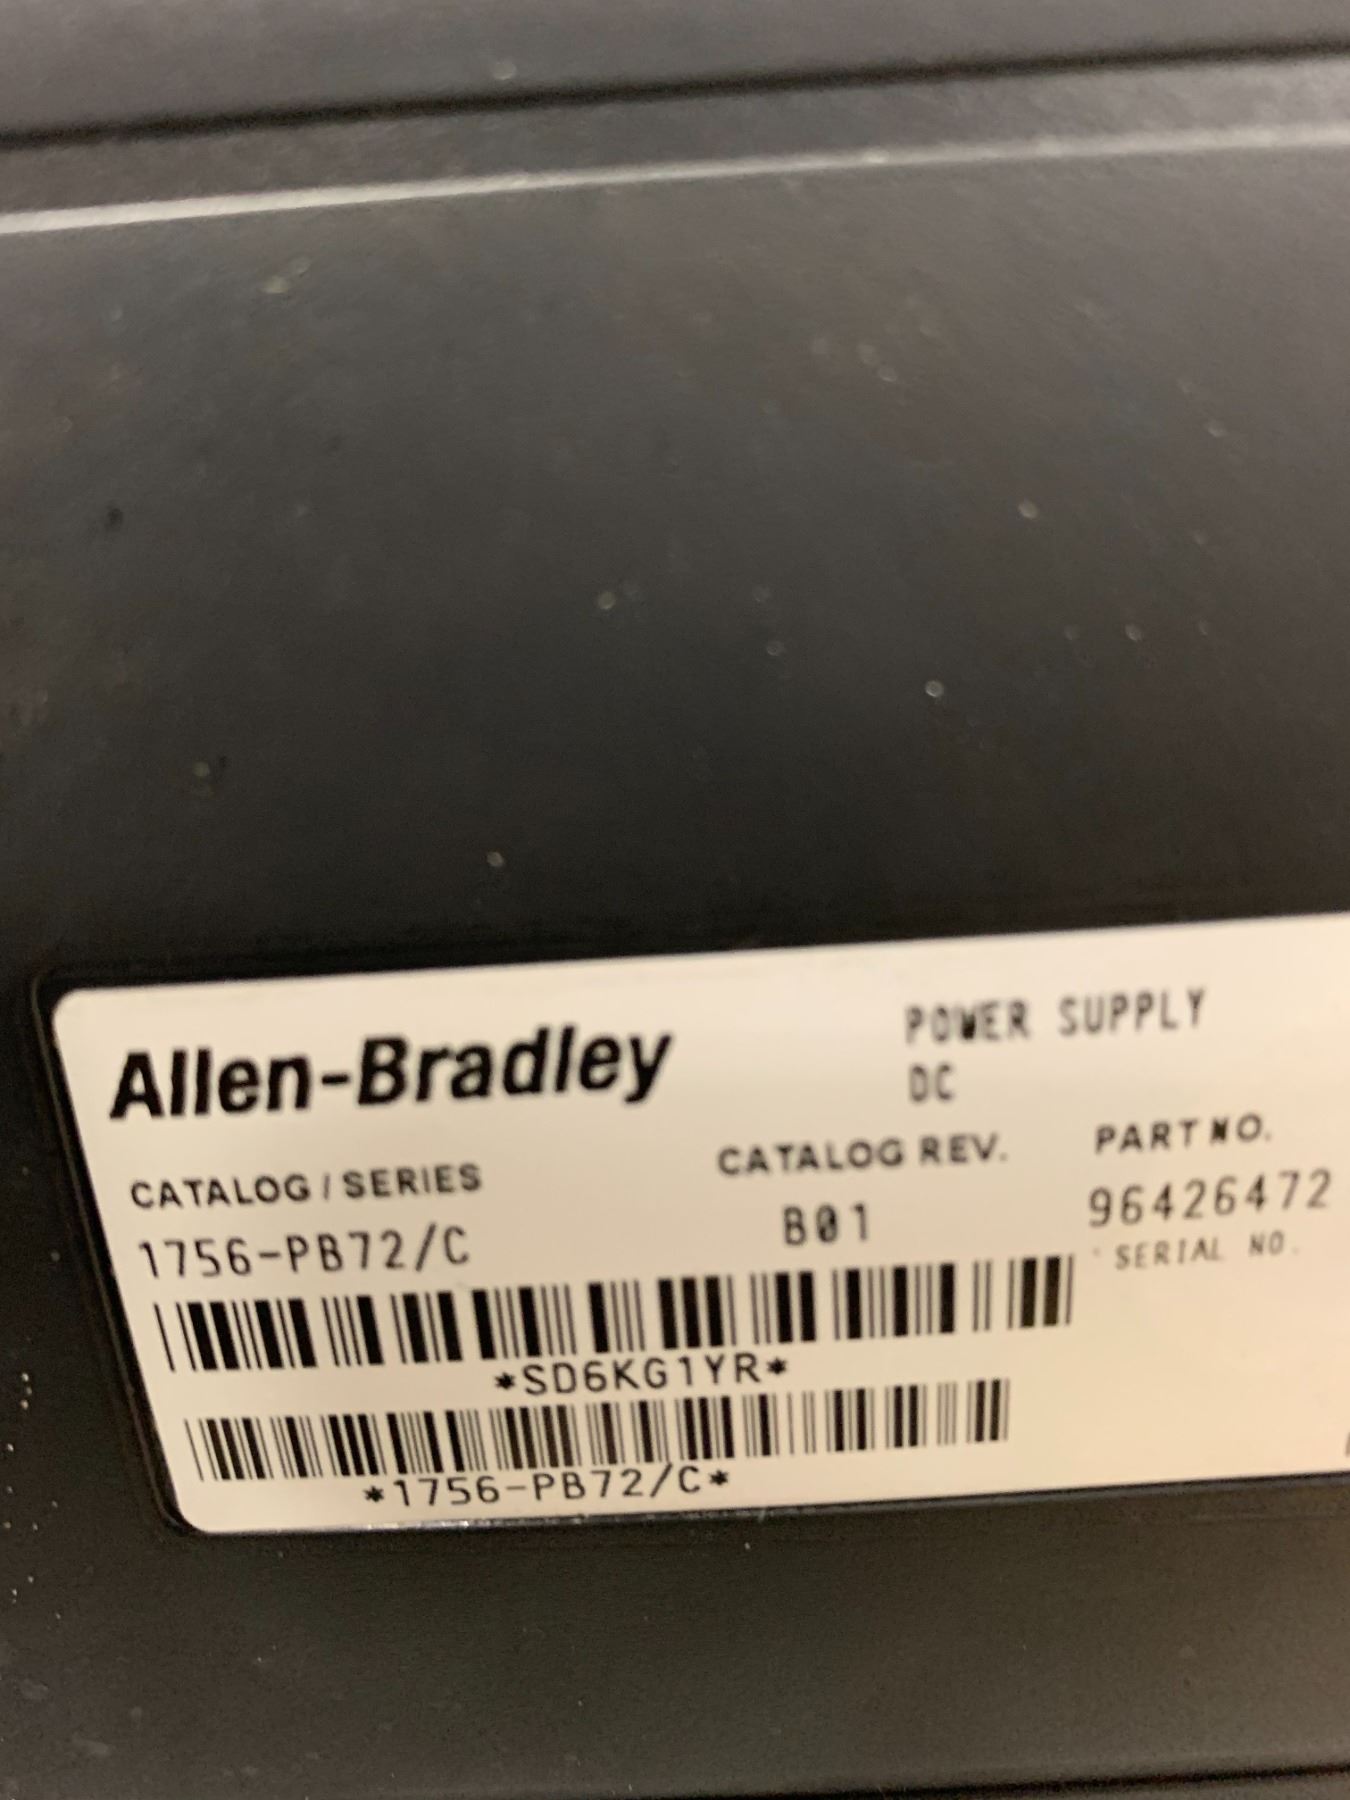 Allen-Bradley
POWER SUPPLY
DC
CATALOG / SERIES
CATALOG REV.
PART NO.
1756-PB72/C
B01
96426472
SERIAL NO.
*SD6KG1YR*
*1756-PB72/C*